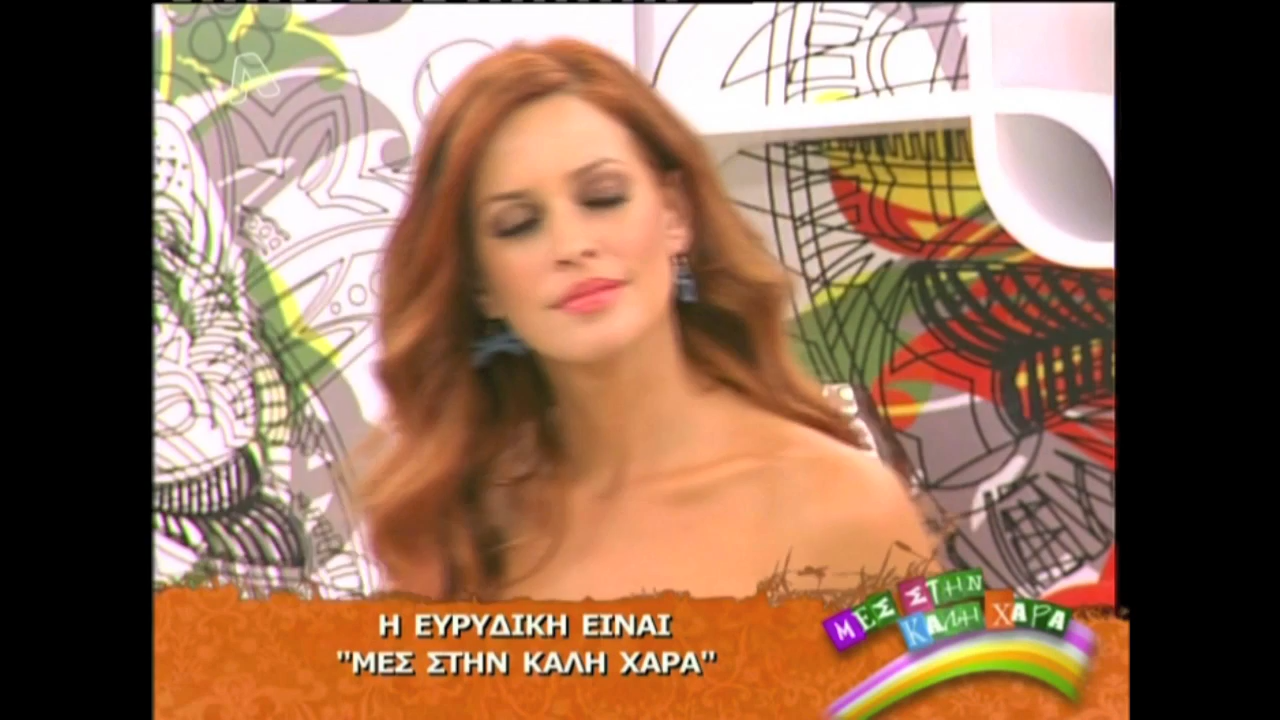 Η ΕΥΡΥΔΙΚΗ ΕΙΝΑΙ
"ΜΕΣ ΣΤΗΝ ΚΑΛΗ ΧΑΡΑ"
ΜΕΣ ΣΤΗΝ
ΚΑΛΗ ΧΑΡΑ